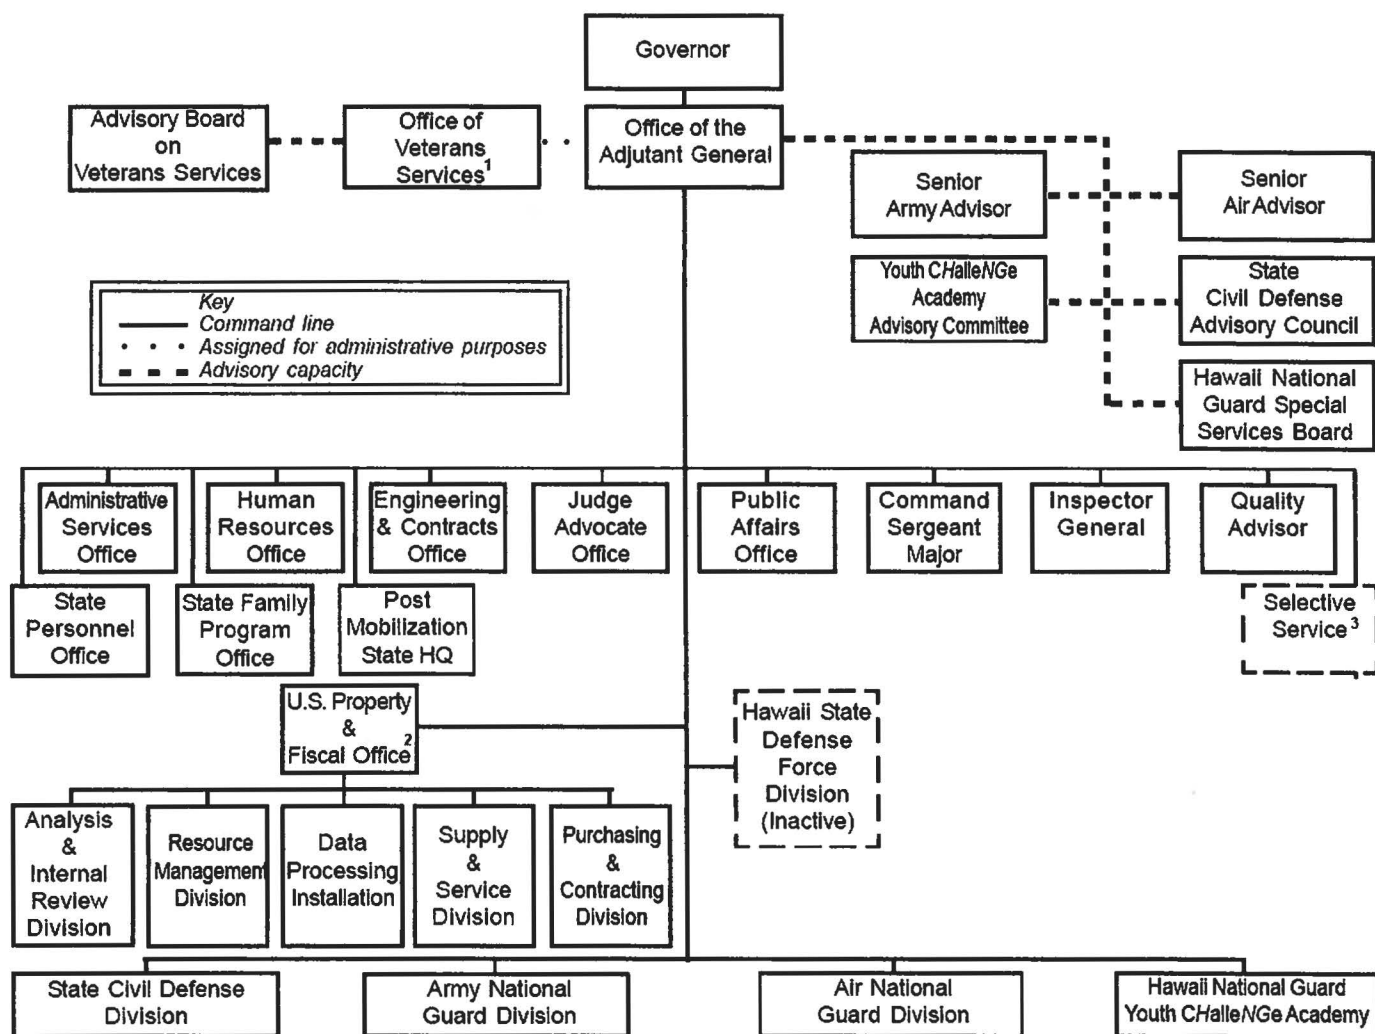 Governor
Advisory Board
on
Veterans Services
Office of
Veterans
Services¹
Office of the
Adjutant General
Senior
Army Advisor
Senior
Air Advisor
Youth CHalleNGe
Academy
Advisory Committee
State
Civil Defense
Advisory Council
Hawaii National
Guard Special
Services Board
Key
Command line
Assigned for administrative purposes
Advisory capacity
Administrative
Services
Office
Human
Resources
Office
Engineering
& Contracts
Office
Judge
Advocate
Office
Public
Affairs
Office
Command
Sergeant
Major
Inspector
General
Quality
Advisor
State
Personnel
Office
State Family
Program
Office
Post
Mobilization
State HQ
Selective
Service³
U.S. Property
&
Fiscal Office²
Hawaii State
Defense
Force
Division
(Inactive)
Analysis
&
Internal
Review
Division
Resource
Management
Division
Data
Processing
Installation
Supply
&
Service
Division
Purchasing
&
Contracting
Division
State Civil Defense
Division
Army National
Guard Division
Air National
Guard Division
Hawaii National Guard
Youth CHalleNGe Academy